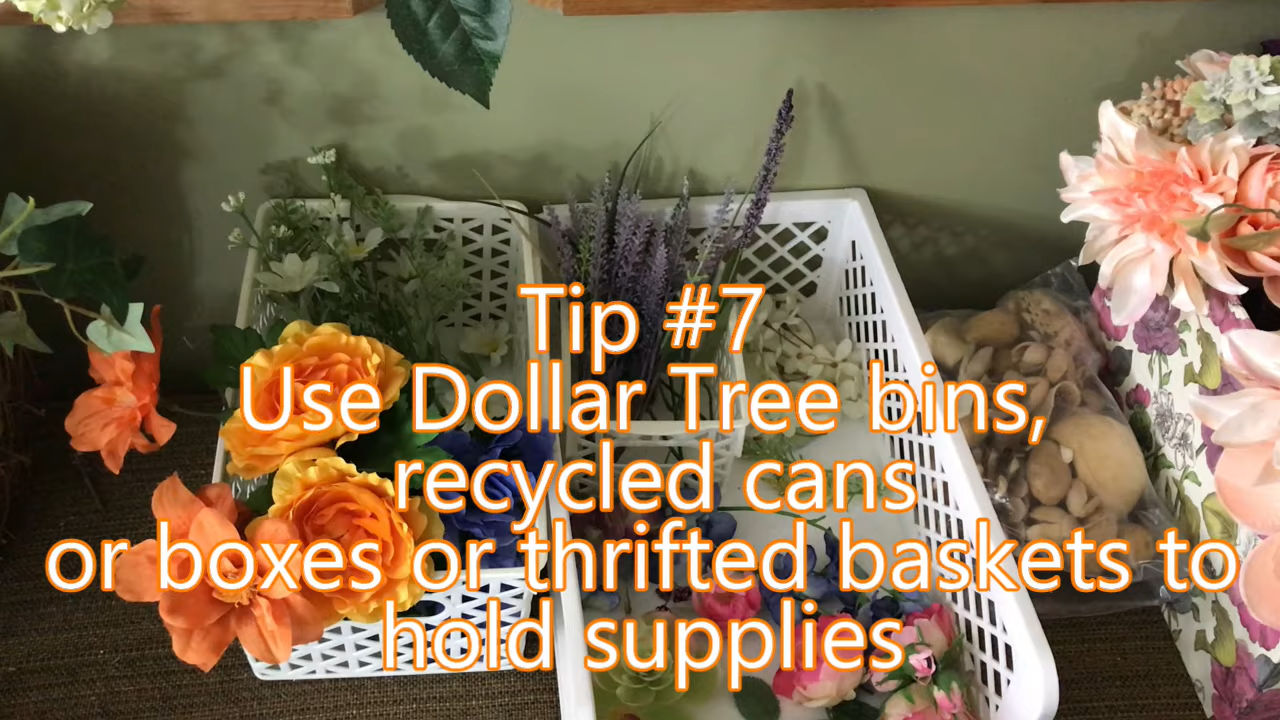 Tip #7
Use Dollar Tree bins,
recycled cans
or boxes or thrifted baskets to
hold supplies